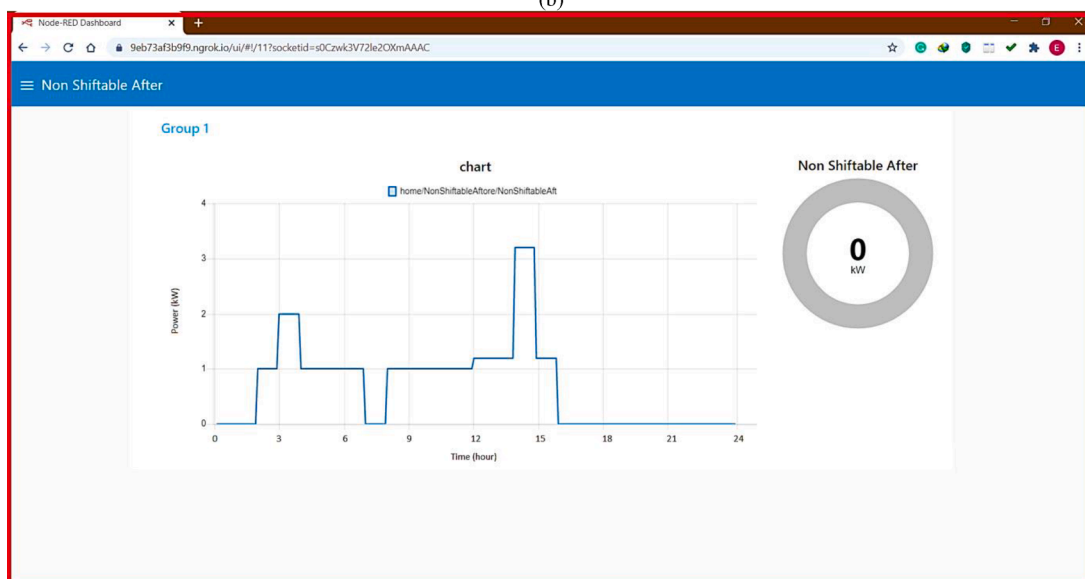 (b)
Node-RED Dashboard
9eb73af3b9f9.ngrok.io/ui/#!/11?socketid=s0Czwk3V72le2OXmAAAC
E
Non Shiftable After
Group 1
chart
home/NonShiftableAftore/NonShiftableAft
Power (kW)
4
3
2
1
0
0 3 6 9 12 15 18 21 24
Time (hour)
Non Shiftable After
0
kW